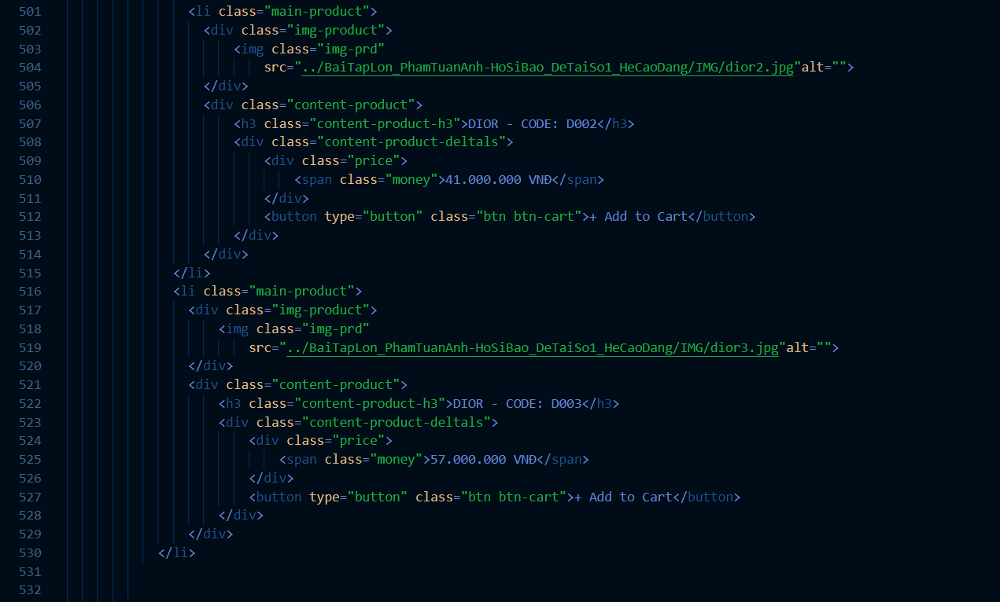 501 <li class="main-product">
502 <div class="img-product">
503 <img class="img-prd"
504 src="../BaiTapLon_PhamTuanAnh-HoSiBao_DeTaiSo1_HeCaoDang/IMG/dior2.jpg"alt="">
505 </div>
506 <div class="content-product">
507 <h3 class="content-product-h3">DIOR - CODE: D002</h3>
508 <div class="content-product-deltals">
509 <div class="price">
510 <span class="money">41.000.000 VNĐ</span>
511 </div>
512 <button type="button" class="btn btn-cart">+ Add to Cart</button>
513 </div>
514 </div>
515 </li>
516 <li class="main-product">
517 <div class="img-product">
518 <img class="img-prd"
519 src="../BaiTapLon_PhamTuanAnh-HoSiBao_DeTaiSo1_HeCaoDang/IMG/dior3.jpg"alt="">
520 </div>
521 <div class="content-product">
522 <h3 class="content-product-h3">DIOR - CODE: D003</h3>
523 <div class="content-product-deltals">
524 <div class="price">
525 <span class="money">57.000.000 VNĐ</span>
526 </div>
527 <button type="button" class="btn btn-cart">+ Add to Cart</button>
528 </div>
529 </div>
530 </li>
531
532